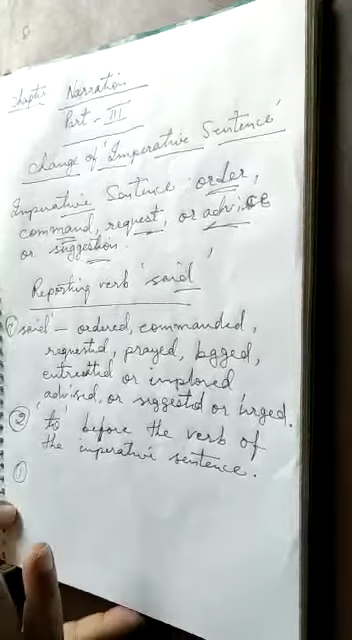 Chapter Narration
Part - III
Change of 'Imperative Sentence'
Imperative Sentence: order,
command, request, or advice
or suggestion.
Reporting verb 'said'
① 'said' - ordered, commanded,
requested, prayed, begged,
entreated or implored
advised, or suggested or urged.
② 'to' before the verb of
the imperative sentence.
①